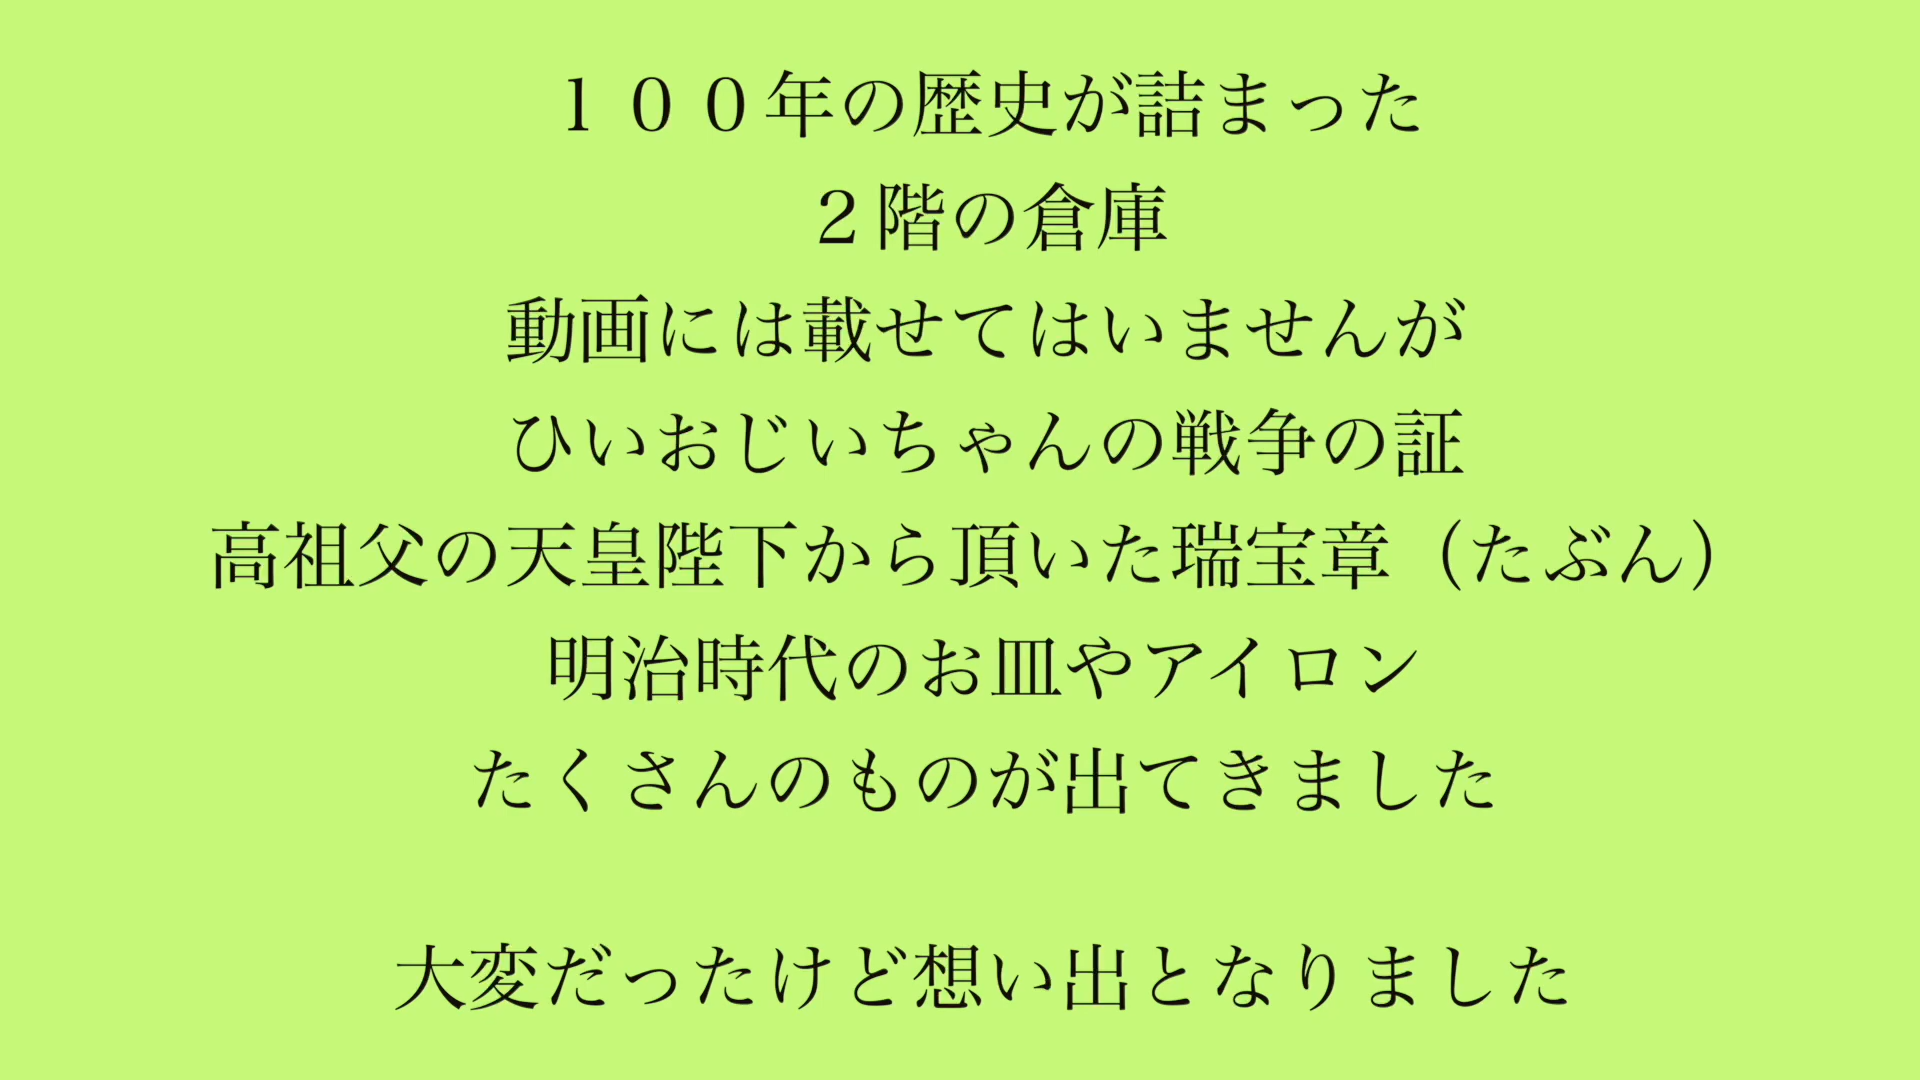 １００年の歴史が詰まった
２階の倉庫
動画には載せてはいませんが
ひいおじいちゃんの戦争の証
高祖父の天皇陛下から頂いた瑞宝章（たぶん）
明治時代のお皿やアイロン
たくさんのものが出てきました
大変だったけど想い出となりました